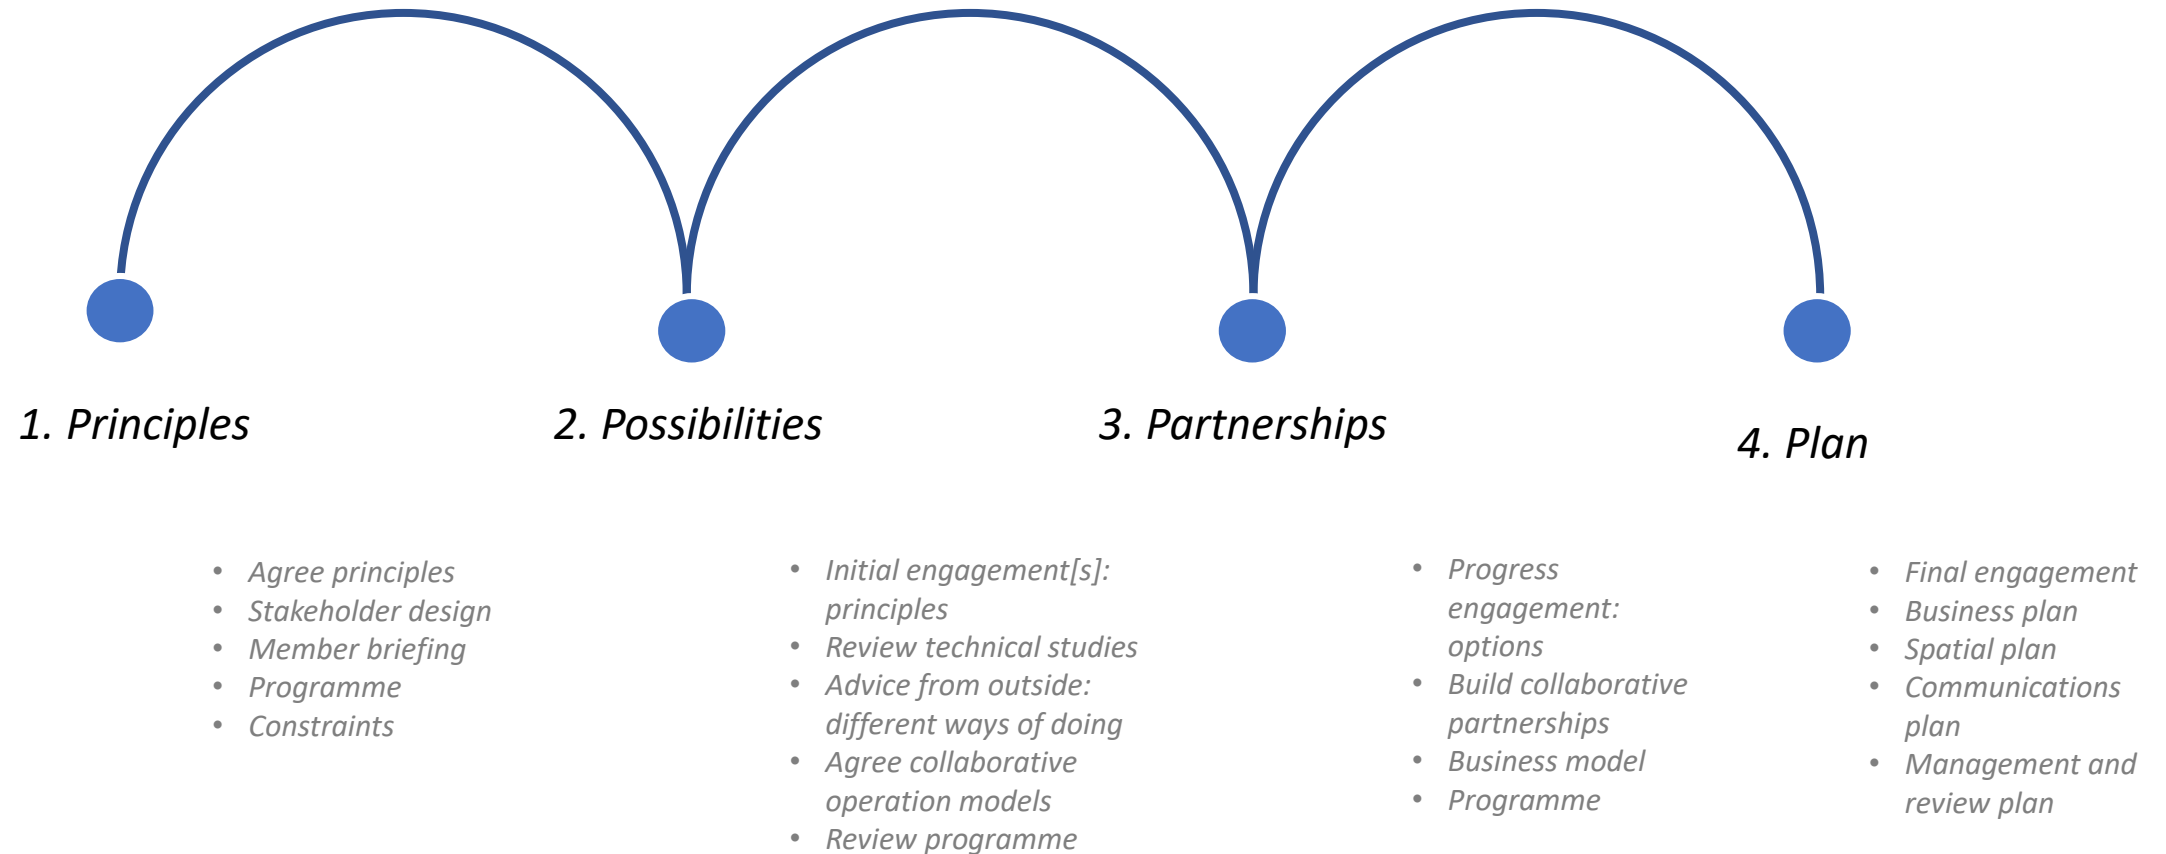 1. Principles
2. Possibilities
3. Partnerships
4. Plan
• Agree principles
• Stakeholder design
• Member briefing
• Programme
• Constraints
• Initial engagement[s]:
principles
• Review technical studies
• Advice from outside:
different ways of doing
• Agree collaborative
operation models
• Review programme
• Progress
engagement:
options
• Build collaborative
partnerships
• Business model
• Programme
• Final engagement
• Business plan
• Spatial plan
• Communications
plan
• Management and
review plan